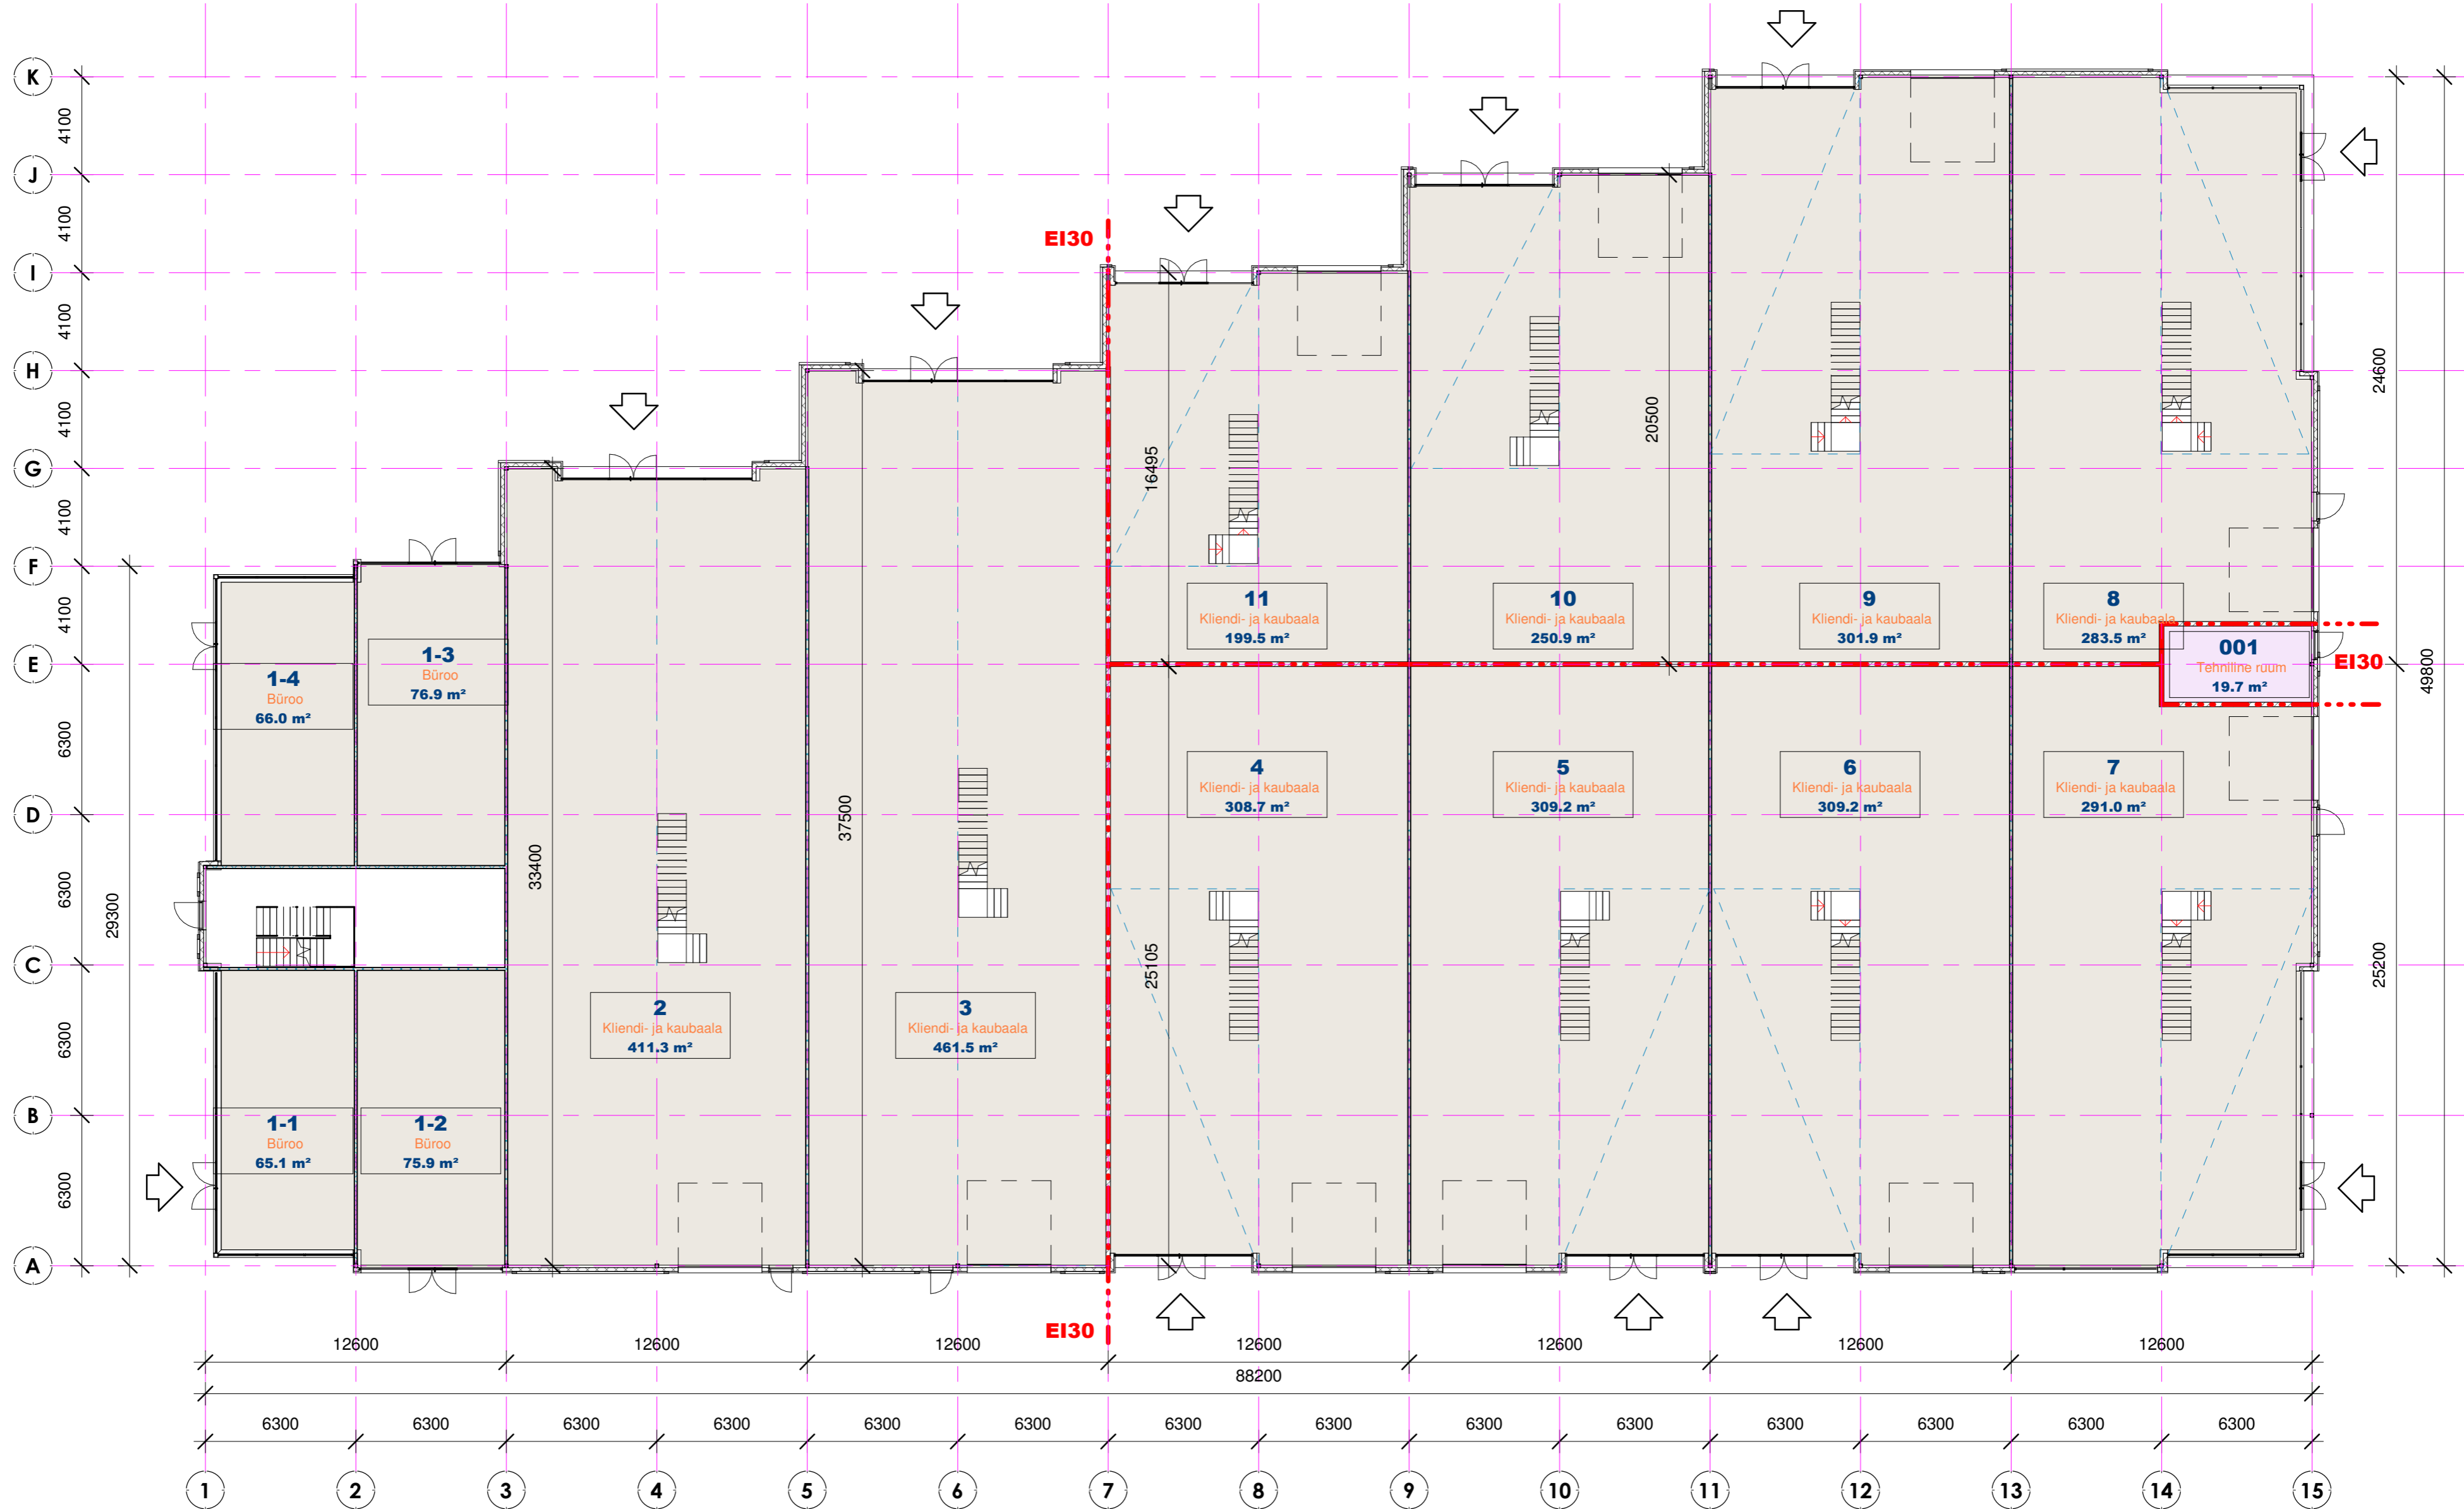 K
J
I
H
G
F
E
D
C
B
A
4100
4100
4100
4100
4100
4100
6300
6300
6300
6300
29300
33400
37500
16495
25105
20500
24600
25200
49800
EI30
EI30
EI30
1-4
Büroo
66.0 m²
1-3
Büroo
76.9 m²
1-1
Büroo
65.1 m²
1-2
Büroo
75.9 m²
2
Kliendi- ja kaubaala
411.3 m²
3
Kliendi- ja kaubaala
461.5 m²
11
Kliendi- ja kaubaala
199.5 m²
10
Kliendi- ja kaubaala
250.9 m²
9
Kliendi- ja kaubaala
301.9 m²
8
Kliendi- ja kaubaala
283.5 m²
001
Tehniline ruum
19.7 m²
4
Kliendi- ja kaubaala
308.7 m²
5
Kliendi- ja kaubaala
309.2 m²
6
Kliendi- ja kaubaala
309.2 m²
7
Kliendi- ja kaubaala
291.0 m²
12600 12600 12600 12600 12600 12600 12600
88200
6300 6300 6300 6300 6300 6300 6300 6300 6300 6300 6300 6300 6300 6300
1 2 3 4 5 6 7 8 9 10 11 12 13 14 15